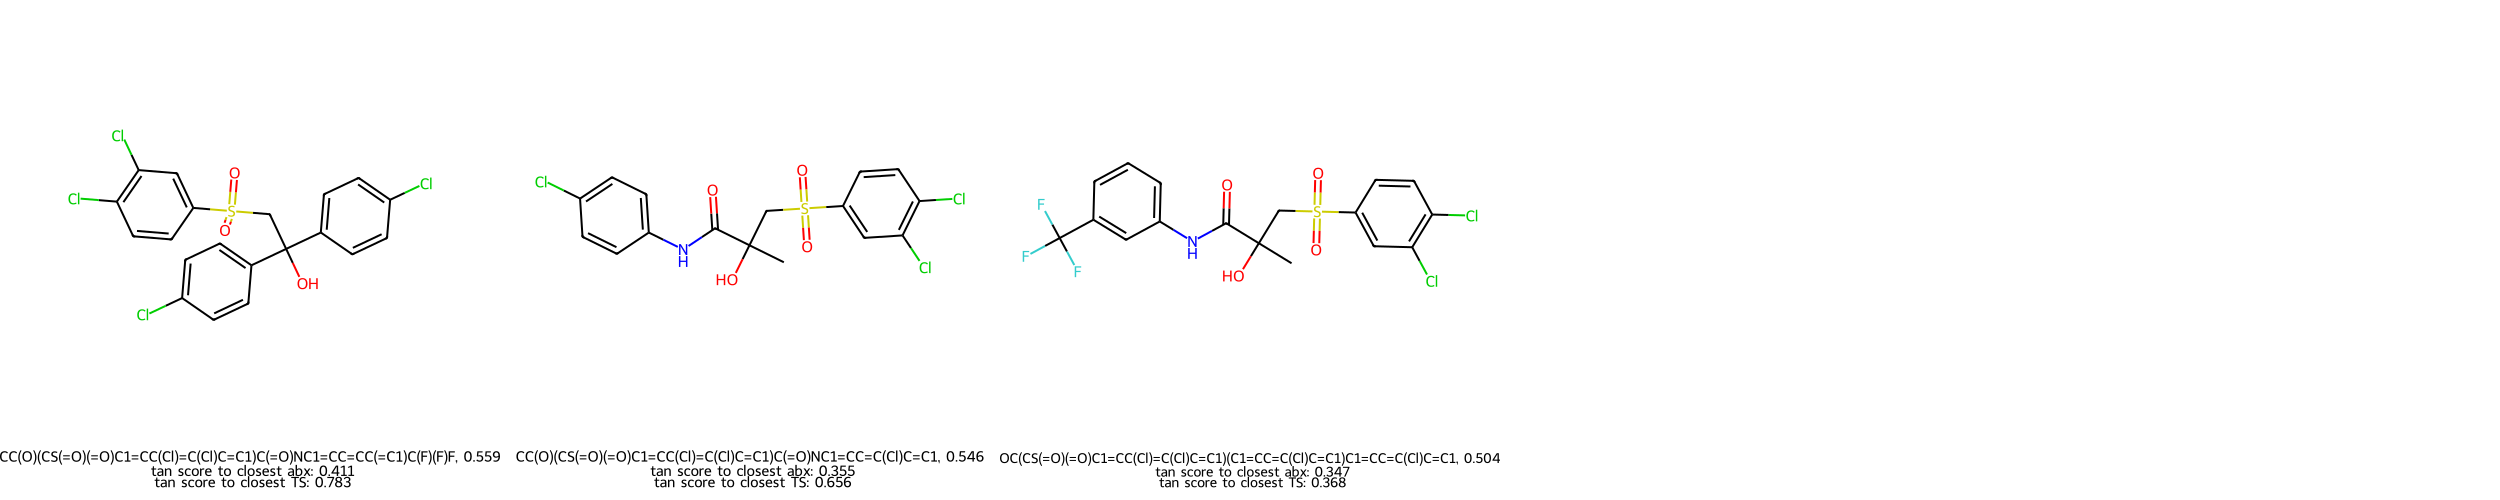 Cl
Cl
O
S
O
Cl
OH
Cl
Cl
O
N
H
HO
O
S
O
Cl
Cl
F
F
F
O
N
H
HO
O
S
O
Cl
Cl
CC(O)(CS(=O)(=O)C1=CC(Cl)=C(Cl)C=C1)C(=O)NC1=CC=CC(=C1)C(F)(F)F, 0.559
tan score to closest abx: 0.411
tan score to closest TS: 0.783
CC(O)(CS(=O)(=O)C1=CC(Cl)=C(Cl)C=C1)C(=O)NC1=CC=C(Cl)C=C1, 0.546
tan score to closest abx: 0.355
tan score to closest TS: 0.656
OC(CS(=O)(=O)C1=CC(Cl)=C(Cl)C=C1)(C1=CC=C(Cl)C=C1)C1=CC=C(Cl)C=C1, 0.504
tan score to closest abx: 0.347
tan score to closest TS: 0.368